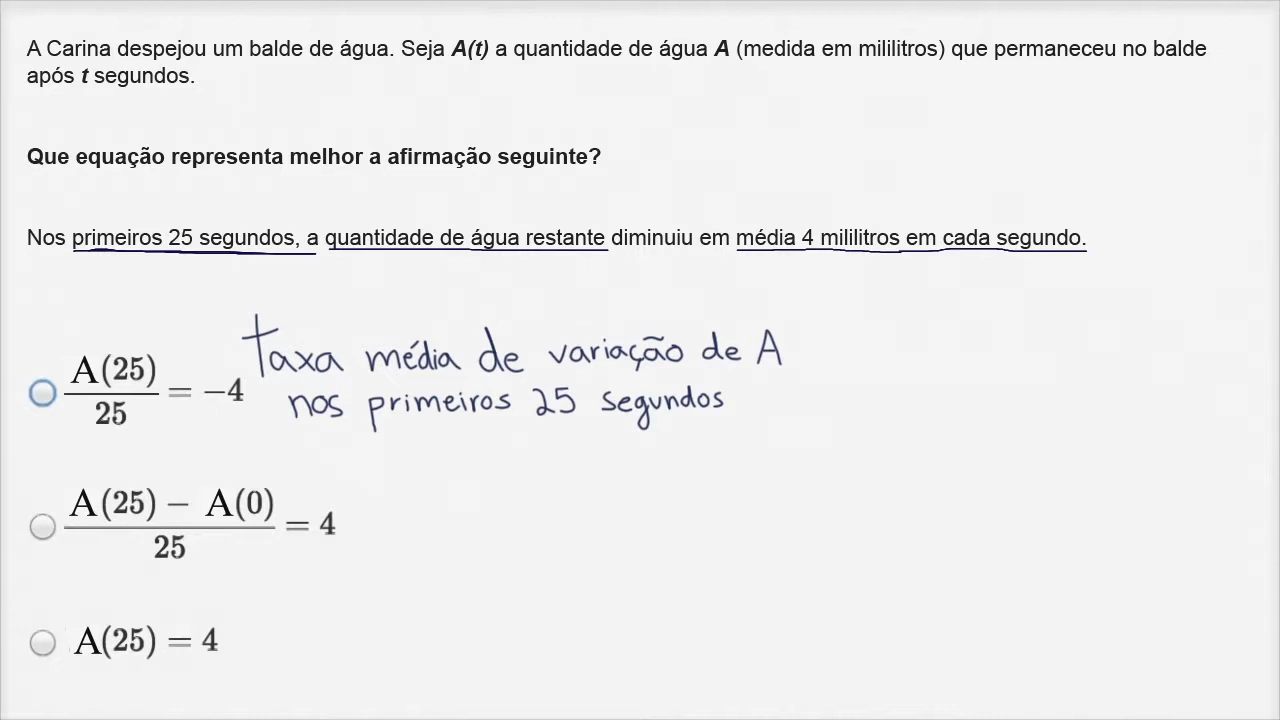 A Carina despejou um balde de água. Seja A(t) a quantidade de água A (medida em mililitros) que permaneceu no balde
após t segundos.
Que equação representa melhor a afirmação seguinte?
Nos primeiros 25 segundos, a quantidade de água restante diminuiu em média 4 mililitros em cada segundo.
A(25)/25 = −4
taxa média de variação de A
nos primeiros 25 segundos
A(25) − A(0)/25 = 4
A(25) = 4